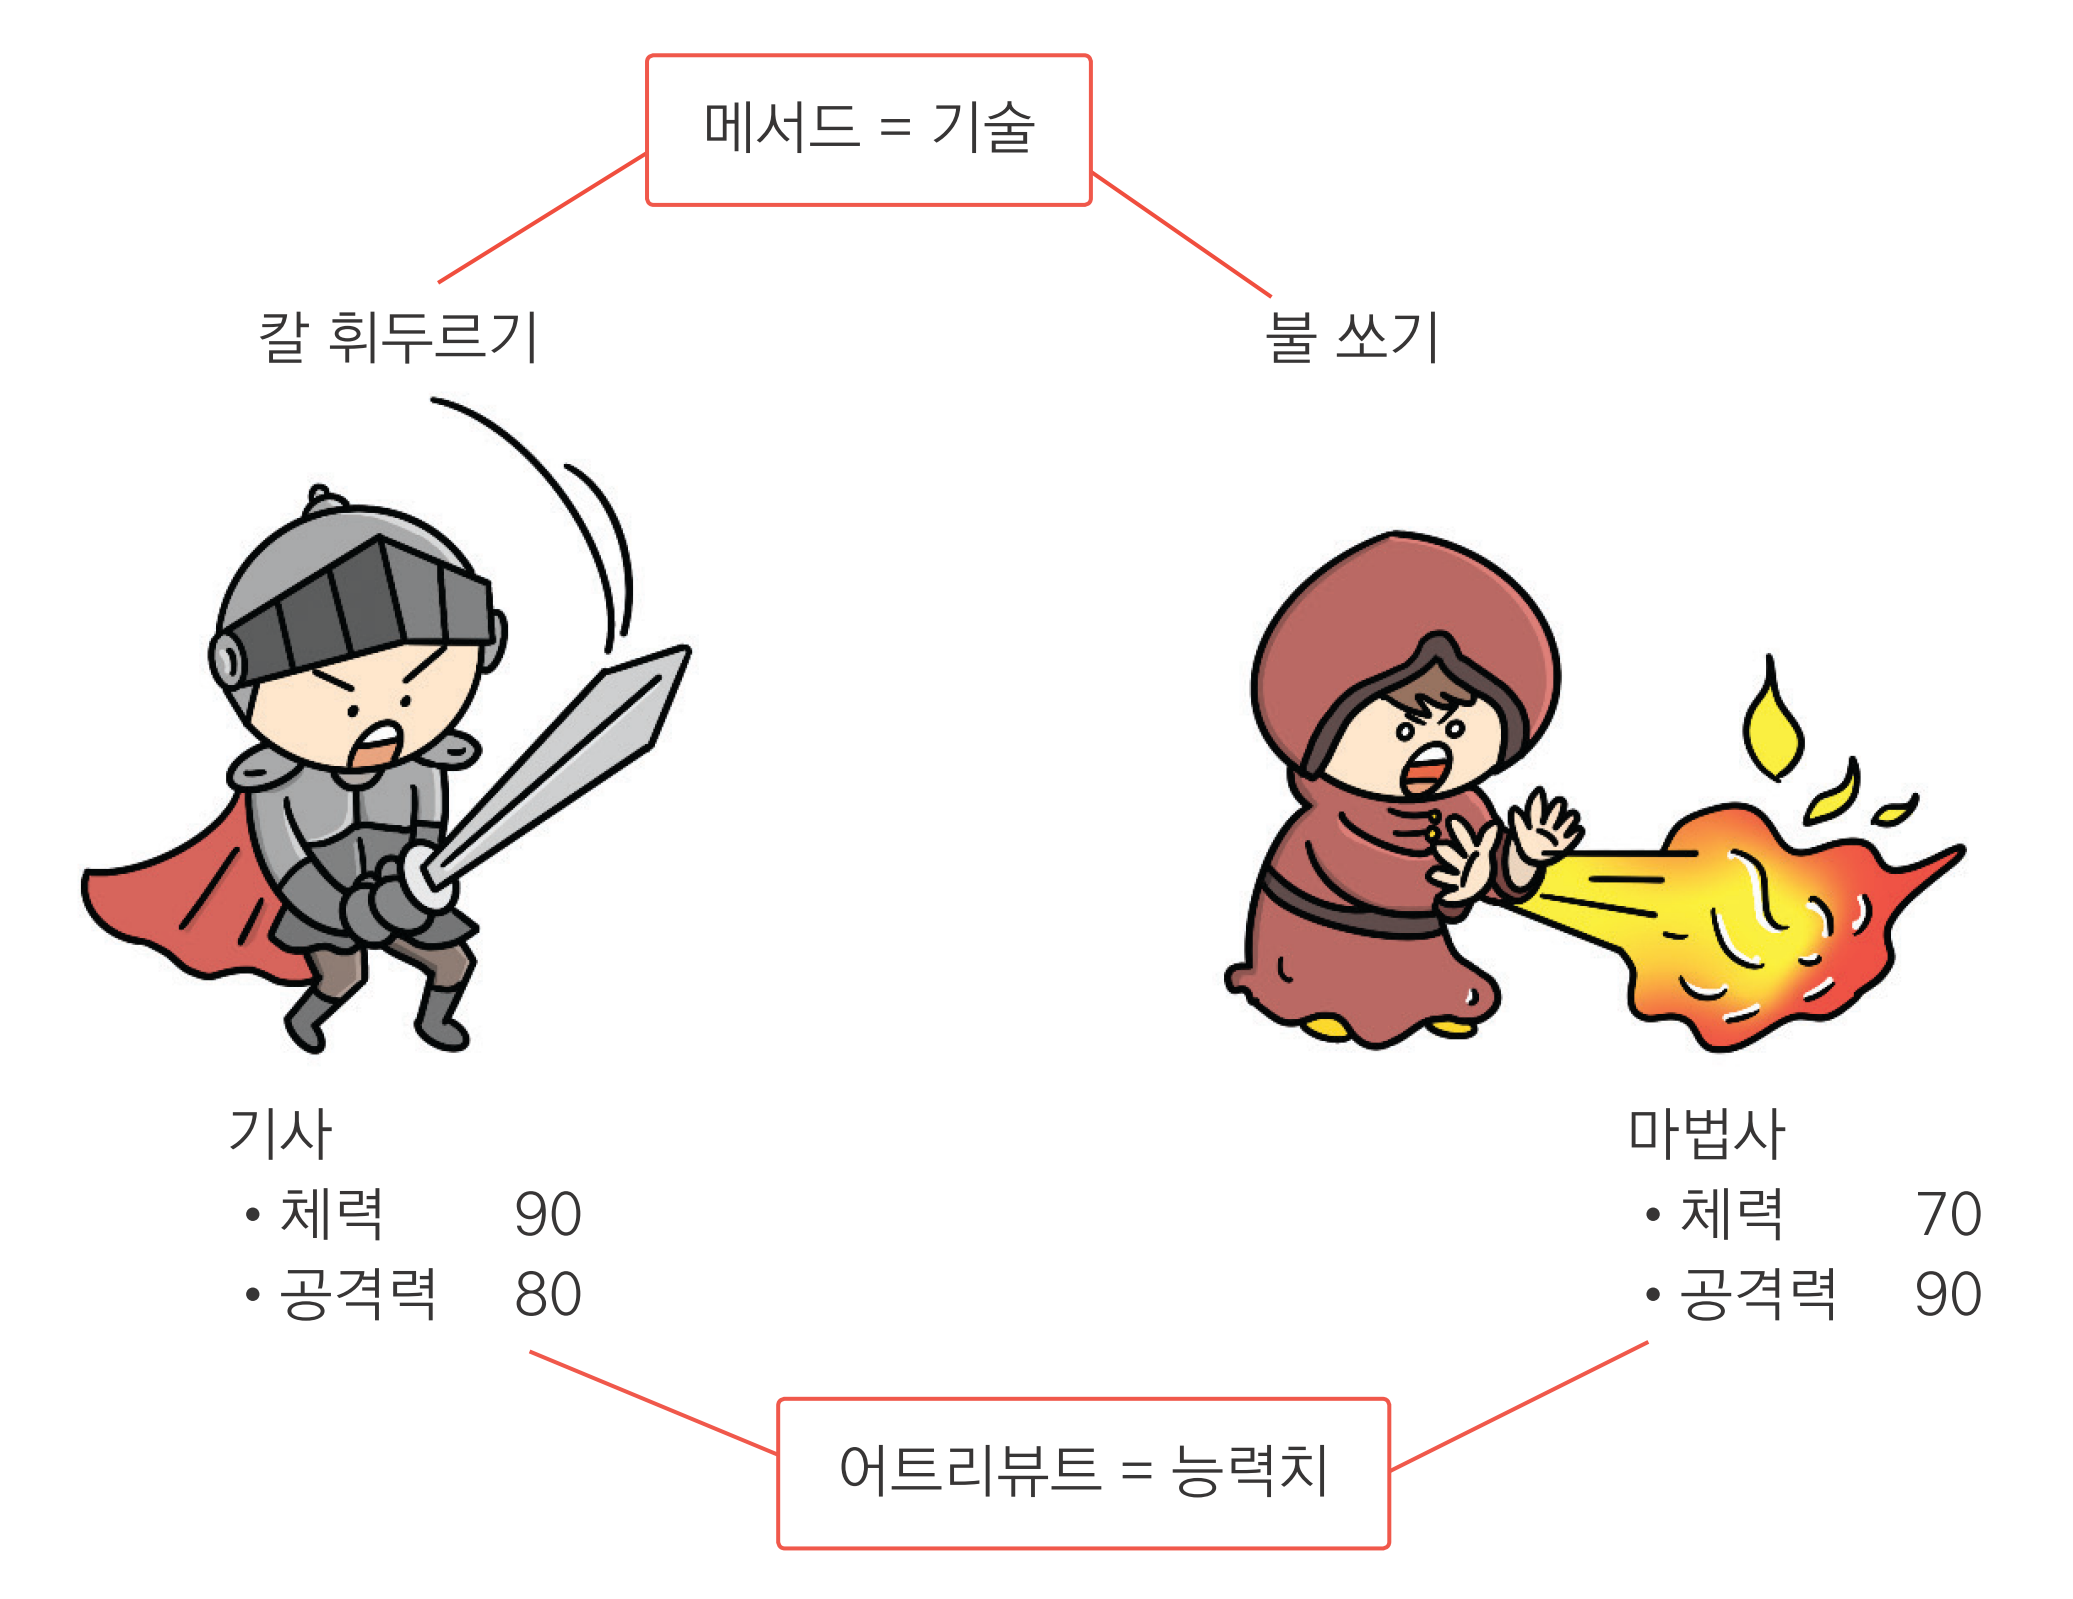 메서드 = 기술
칼 휘두르기
불 쏘기
기사
• 체력 90
• 공격력 80
마법사
• 체력 70
• 공격력 90
어트리뷰트 = 능력치